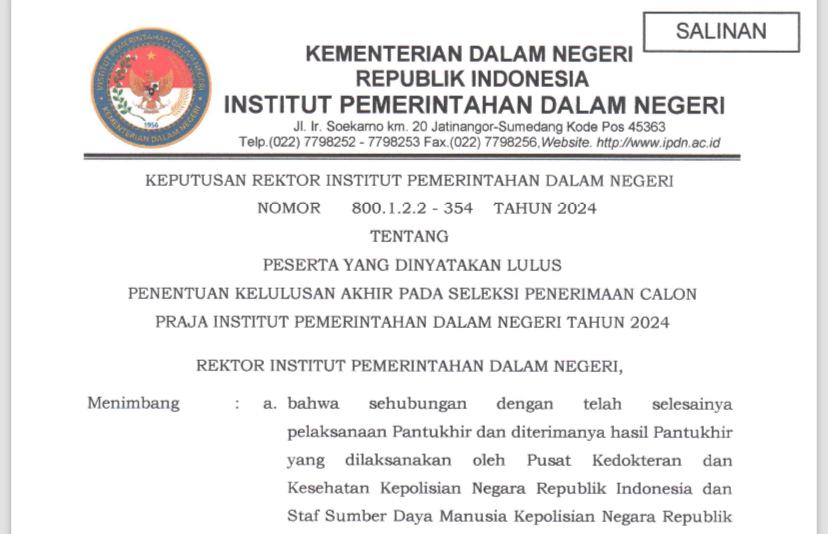 SALINAN
INSTITUT PEMERINTAHAN DALAM NEGERI
1956
KEMENTERIAN DALAM NEGERI
KEMENTERIAN DALAM NEGERI
REPUBLIK INDONESIA
INSTITUT PEMERINTAHAN DALAM NEGERI
Jl. Ir. Soekarno km. 20 Jatinangor-Sumedang Kode Pos 45363
Telp.(022) 7798252 - 7798253 Fax.(022) 7798256,Website. http://www.ipdn.ac.id
KEPUTUSAN REKTOR INSTITUT PEMERINTAHAN DALAM NEGERI
NOMOR 800.1.2.2 - 354 TAHUN 2024
TENTANG
PESERTA YANG DINYATAKAN LULUS
PENENTUAN KELULUSAN AKHIR PADA SELEKSI PENERIMAAN CALON
PRAJA INSTITUT PEMERINTAHAN DALAM NEGERI TAHUN 2024
REKTOR INSTITUT PEMERINTAHAN DALAM NEGERI,
Menimbang : a. bahwa sehubungan dengan telah selesainya
pelaksanaan Pantukhir dan diterimanya hasil Pantukhir
yang dilaksanakan oleh Pusat Kedokteran dan
Kesehatan Kepolisian Negara Republik Indonesia dan
Staf Sumber Daya Manusia Kepolisian Negara Republik